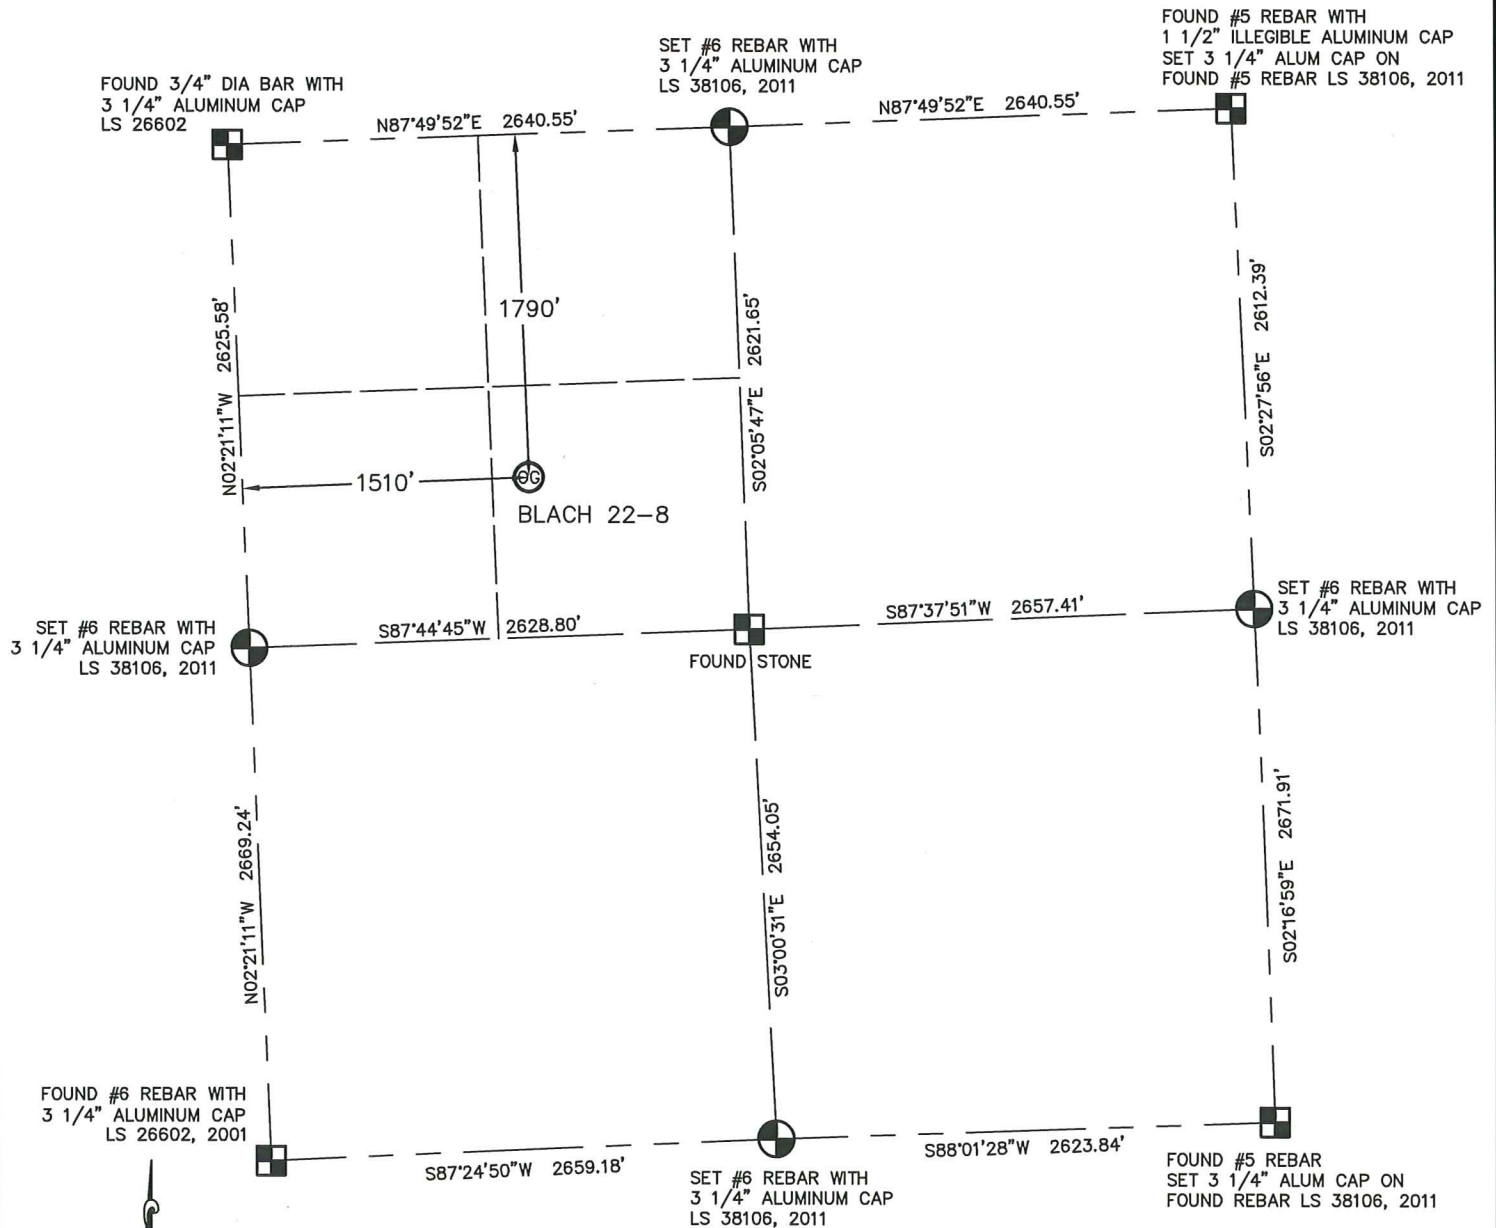 FOUND #5 REBAR WITH
1 1/2" ILLEGIBLE ALUMINUM CAP
SET 3 1/4" ALUM CAP ON
FOUND #5 REBAR LS 38106, 2011
SET #6 REBAR WITH
3 1/4" ALUMINUM CAP
LS 38106, 2011
FOUND 3/4" DIA BAR WITH
3 1/4" ALUMINUM CAP
LS 26602
N87°49'52"E 2640.55'
N87°49'52"E 2640.55'
1790'
N02°21'11"W 2625.58'
S02°05'47"E 2621.65'
S02°27'56"E 2612.39'
1510'
OG
BLACH 22-8
SET #6 REBAR WITH
3 1/4" ALUMINUM CAP
LS 38106, 2011
S87°44'45"W 2628.80'
FOUND STONE
S87°37'51"W 2657.41'
SET #6 REBAR WITH
3 1/4" ALUMINUM CAP
LS 38106, 2011
N02°21'11"W 2669.24'
S03°00'31"E 2654.05'
S02°16'59"E 2671.91'
FOUND #6 REBAR WITH
3 1/4" ALUMINUM CAP
LS 26602, 2001
S87°24'50"W 2659.18'
SET #6 REBAR WITH
3 1/4" ALUMINUM CAP
LS 38106, 2011
S88°01'28"W 2623.84'
FOUND #5 REBAR
SET 3 1/4" ALUM CAP ON
FOUND REBAR LS 38106, 2011